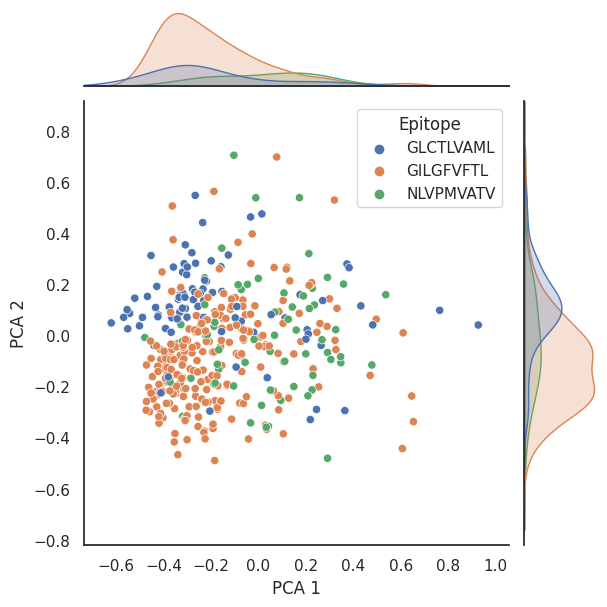 Epitope
GLCTLVAML
GILGFVFTL
NLVPMVATV
0.8
0.6
0.4
0.2
0.0
−0.2
−0.4
−0.6
−0.8
PCA 2
−0.6 −0.4 −0.2 0.0 0.2 0.4 0.6 0.8 1.0
PCA 1